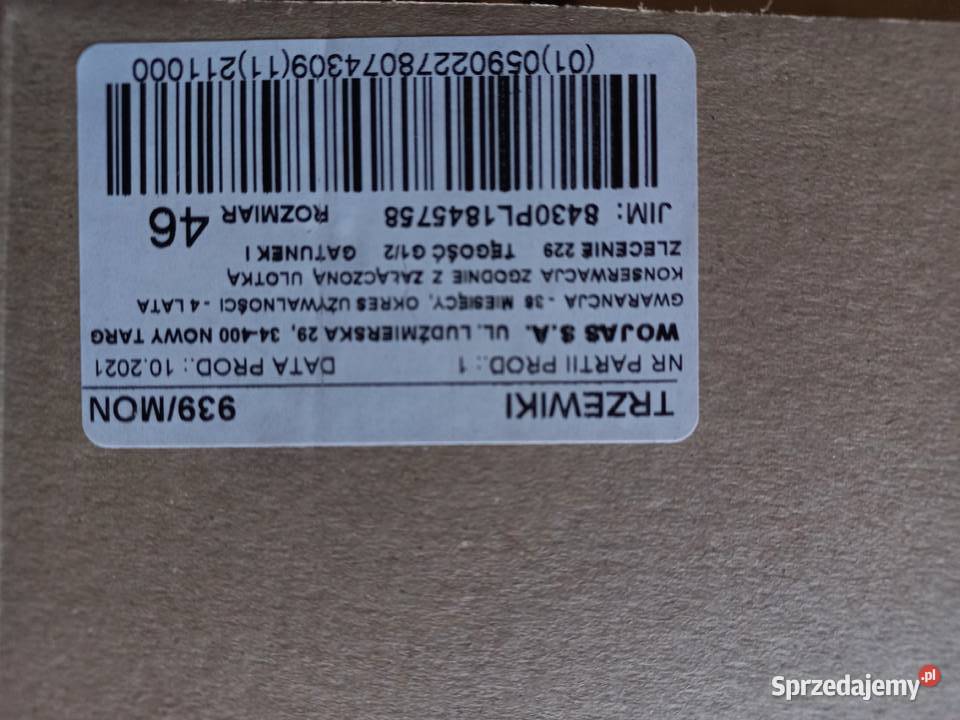 TRZEWIKI 939/MON
NR PARTII PROD.: 1 DATA PROD.: 10.2021
WOJAS S.A. UL. LUDŹMIERSKA 29, 34-400 NOWY TARG
GWARANCJA - 36 MIESIĘCY, OKRES UŻYWALNOŚCI - 4 LATA
KONSERWACJA ZGODNIE Z ZAŁĄCZONĄ ULOTKĄ
ZLECENIE 229 TĘGOŚĆ G1/2 GATUNEK I
JIM: 8430PL1845758 ROZMIAR 46
(01)05902278074309(11)211000
Sprzedajemy.pl